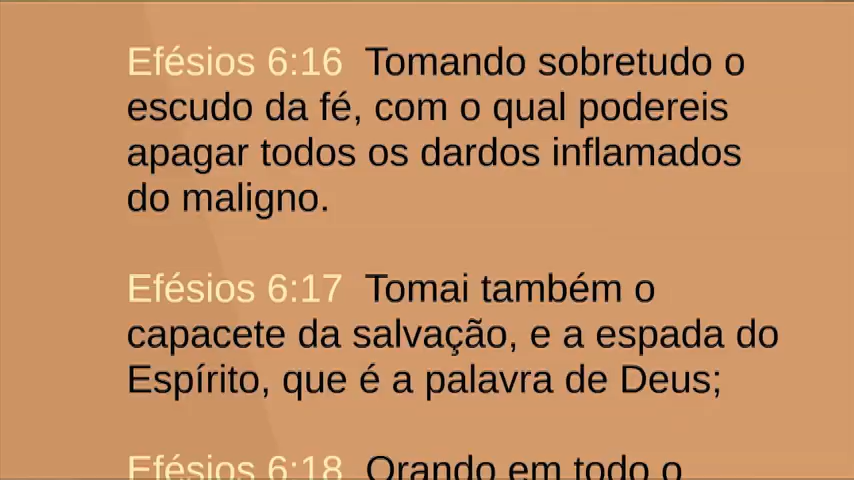 Efésios 6:16 Tomando sobretudo o
escudo da fé, com o qual podereis
apagar todos os dardos inflamados
do maligno.
Efésios 6:17 Tomai também o
capacete da salvação, e a espada do
Espírito, que é a palavra de Deus;
Efésios 6:18 Orando em todo o